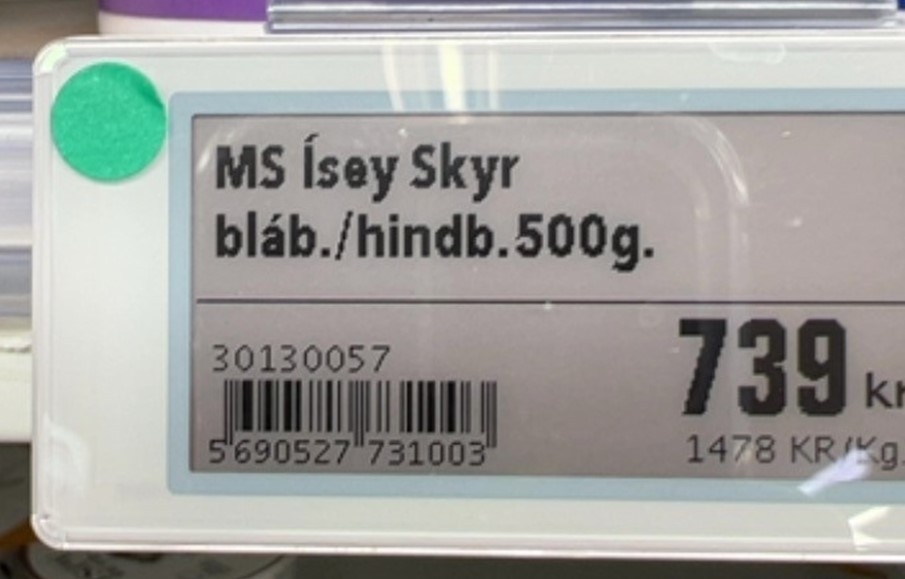 MS Ísey Skyr
bláb./hindb.500g.
30130057
739 kr
5 690527 731003
1478 KR/Kg.